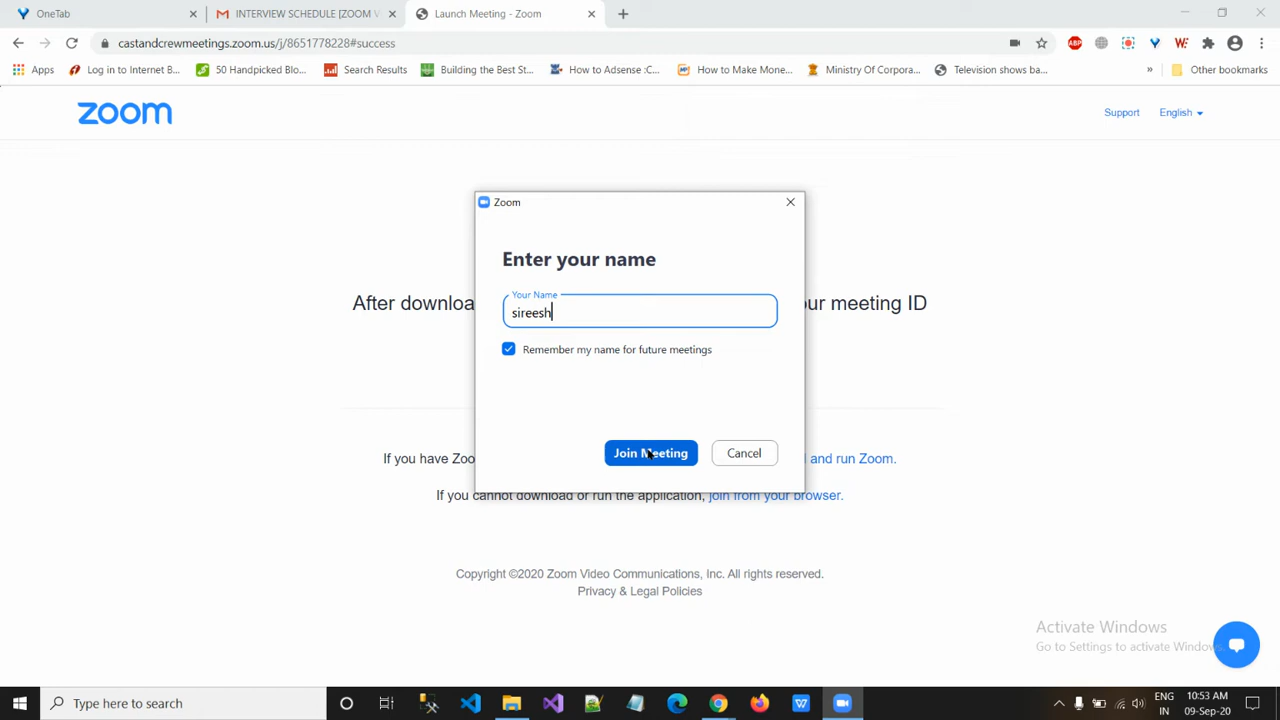 OneTab
INTERVIEW SCHEDULE [ZOOM V
Launch Meeting - Zoom
castandcrewmeetings.zoom.us/j/8651778228#success
ABP
Apps
Log in to Internet B...
50 Handpicked Blo...
Search Results
Building the Best St...
How to Adsense :C...
How to Make Mone...
Ministry Of Corpora...
Television shows ba...
»
Other bookmarks
zoom
Support
English
Zoom
Enter your name
Your Name
sireesh
After downloa
ur meeting ID
Remember my name for future meetings
Join Meeting
Cancel
If you have Zoo
and run Zoom.
If you cannot download or run the application, join from your browser.
Copyright ©2020 Zoom Video Communications, Inc. All rights reserved.
Privacy & Legal Policies
Activate Windows
Go to Settings to activate Windows.
Type here to search
ENG
IN
10:53 AM
09-Sep-20